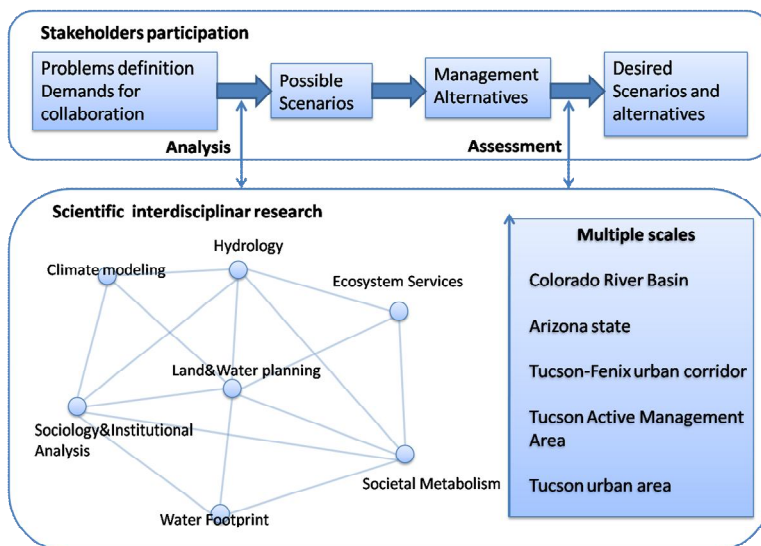 Stakeholders participation
Problems definition
Demands for
collaboration
Possible
Scenarios
Management
Alternatives
Desired
Scenarios and
alternatives
Analysis
Assessment
Scientific interdisciplinar research
Hydrology
Climate modeling
Ecosystem Services
Land&Water planning
Sociology&Institutional
Analysis
Societal Metabolism
Water Footprint
Multiple scales
Colorado River Basin
Arizona state
Tucson-Fenix urban corridor
Tucson Active Management
Area
Tucson urban area